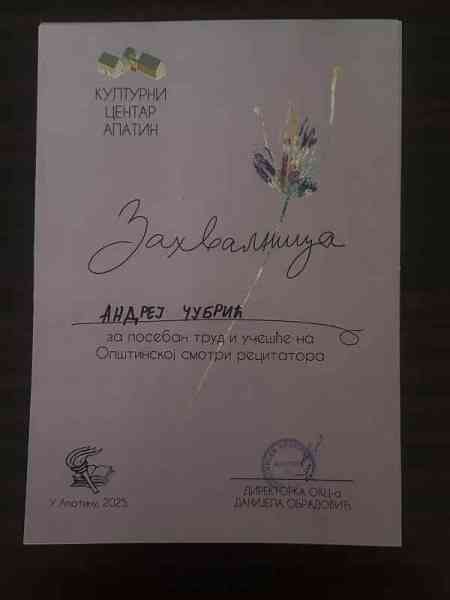 КУЛТУРНИ
ЦЕНТАР
АПАТИН
Захвалница
АНДРЕЈ ЧУБРИЋ
за посебан труд и учешће на
Општинској смотри рецитатора
У Апатину, 2025.
ДИРЕКТОРКА ОКЦ-а
ДАНИЈЕЛА ОБРАДОВИЋ